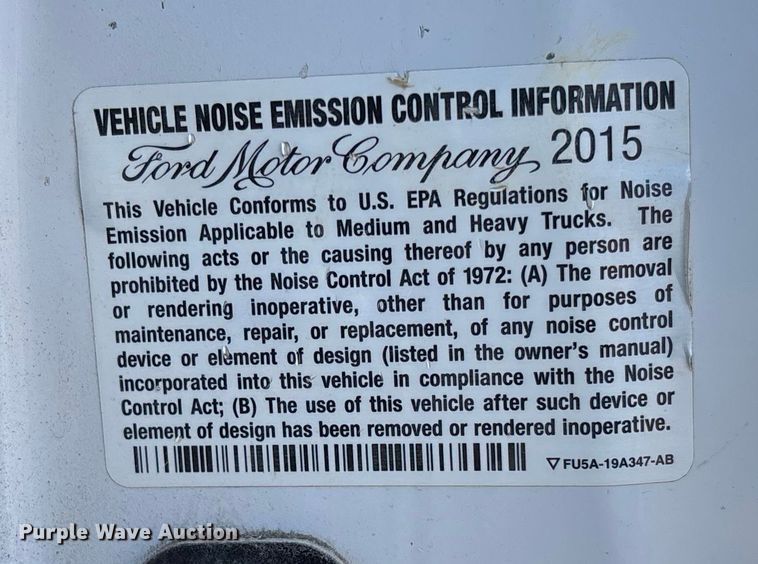 VEHICLE NOISE EMISSION CONTROL INFORMATION
Ford Motor Company, 2015
This Vehicle Conforms to U.S. EPA Regulations for Noise
Emission Applicable to Medium and Heavy Trucks. The
following acts or the causing thereof by any person are
prohibited by the Noise Control Act of 1972: (A) The removal
or rendering inoperative, other than for purposes of
maintenance, repair, or replacement, of any noise control
device or element of design (listed in the owner's manual)
incorporated into this vehicle in compliance with the Noise
Control Act; (B) The use of this vehicle after such device or
element of design has been removed or rendered inoperative.
▽ FU5A-19A347-AB
Purple Wave Auction